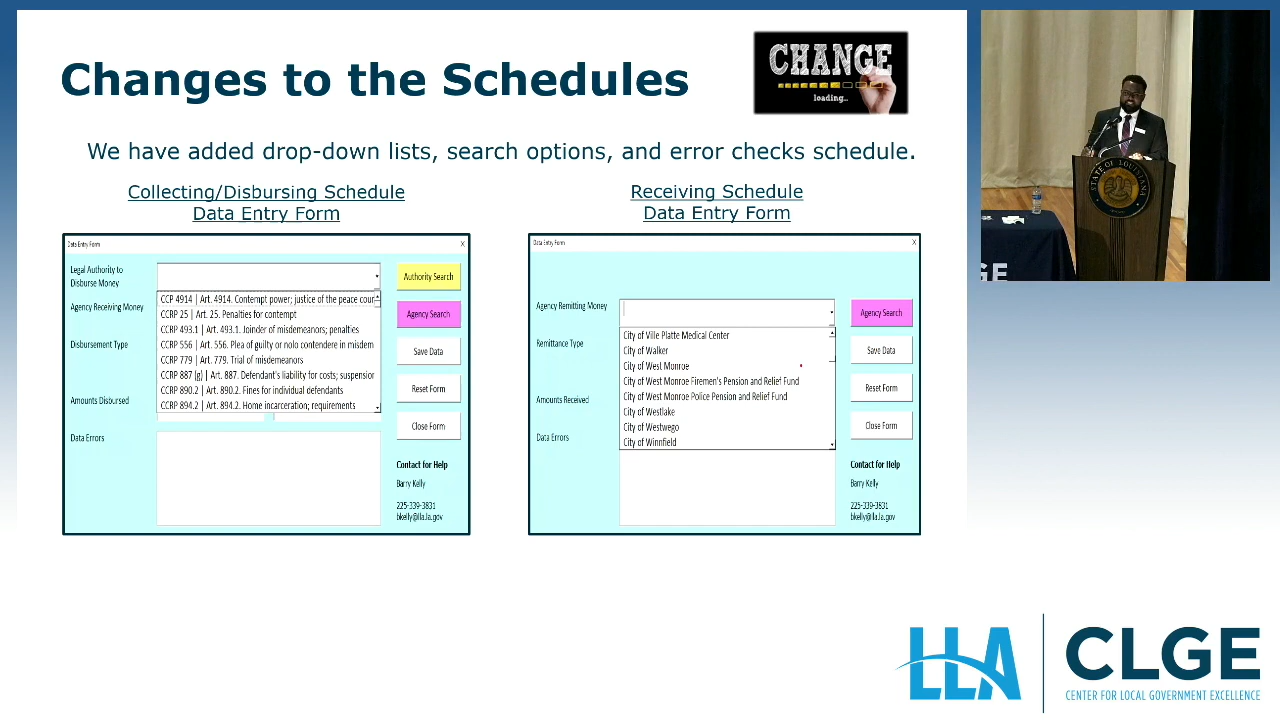 Changes to the Schedules
CHANGE
loading...
We have added drop-down lists, search options, and error checks schedule.
Collecting/Disbursing Schedule
Data Entry Form
Data Entry Form
X
Legal Authority to
Disburse Money
Authority Search
CCP 4914 | Art. 4914. Contempt power; justice of the peace cour
CCRP 25 | Art. 25. Penalties for contempt
CCRP 493.1 | Art. 493.1. Joinder of misdemeanors; penalties
CCRP 556 | Art. 556. Plea of guilty or nolo contendere in misdem
CCRP 779 | Art. 779. Trial of misdemeanors
CCRP 887 (g) | Art. 887. Defendant's liability for costs; suspension
CCRP 890.2 | Art. 890.2. Fines for individual defendants
CCRP 894.2 | Art. 894.2. Home incarceration; requirements
Agency Receiving Money
Agency Search
Disbursement Type
Save Data
Reset Form
Amounts Disbursed
Close Form
Data Errors
Contact for Help
Barry Kelly
225-339-3831
bkelly@lla.la.gov
Receiving Schedule
Data Entry Form
Data Entry Form
X
Agency Remitting Money
Agency Search
City of Ville Platte Medical Center
City of Walker
City of West Monroe
City of West Monroe Firemen's Pension and Relief Fund
City of West Monroe Police Pension and Relief Fund
City of Westlake
City of Westwego
City of Winnfield
Remittance Type
Save Data
Reset Form
Amounts Received
Close Form
Data Errors
Contact for Help
Barry Kelly
225-339-3831
bkelly@lla.la.gov
STATE OF LOUISIANA
GE
LLA
CLGE
CENTER FOR LOCAL GOVERNMENT EXCELLENCE